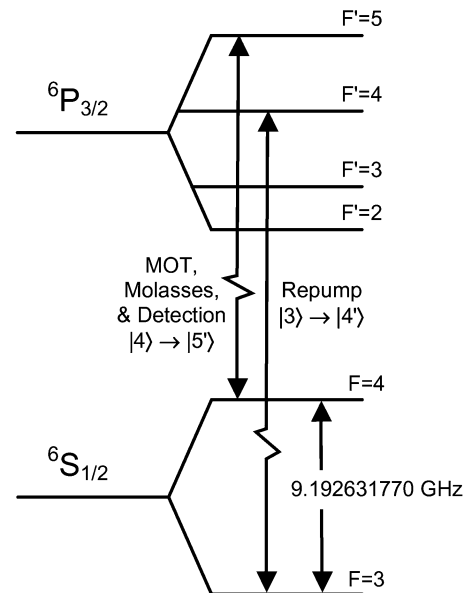 F'=5
⁶P₃/₂
F'=4
F'=3
F'=2
MOT,
Molasses,
& Detection
|4⟩ → |5'⟩
Repump
|3⟩ → |4'⟩
F=4
⁶S₁/₂
9.192631770 GHz
F=3